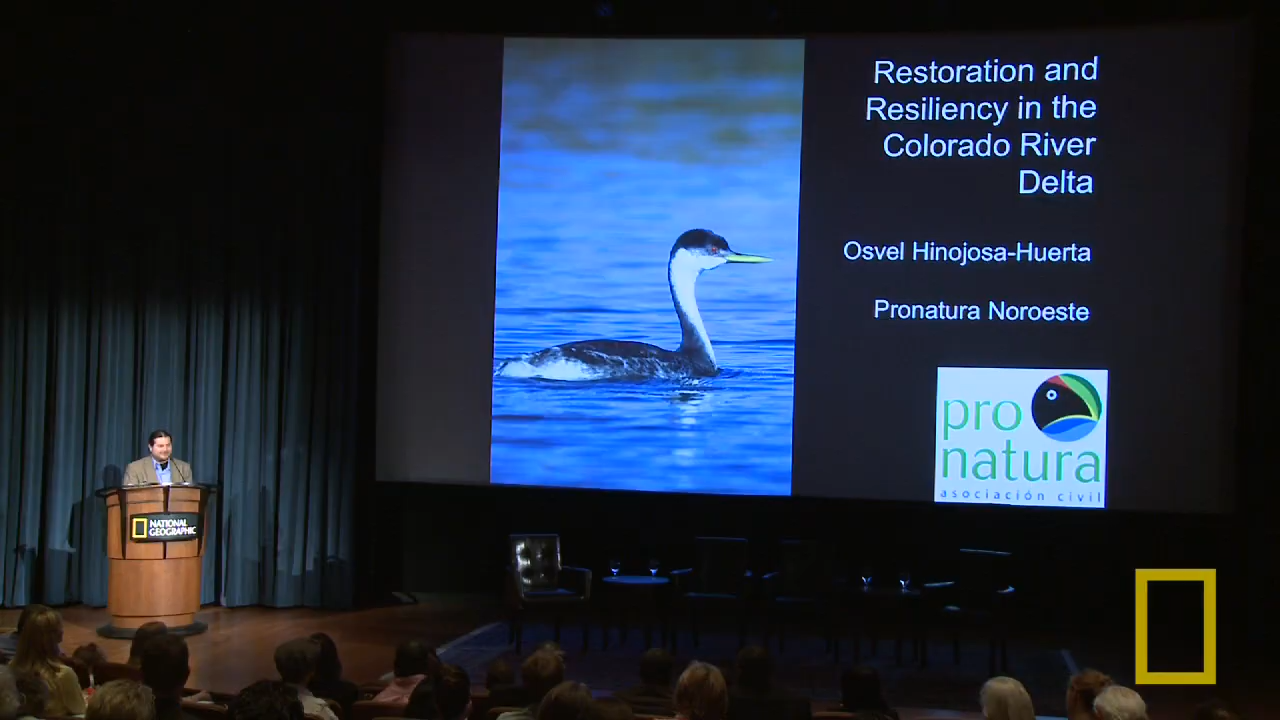 Restoration and
Resiliency in the
Colorado River
Delta
Osvel Hinojosa-Huerta
Pronatura Noroeste
pro
natura
asociación civil
NATIONAL
GEOGRAPHIC